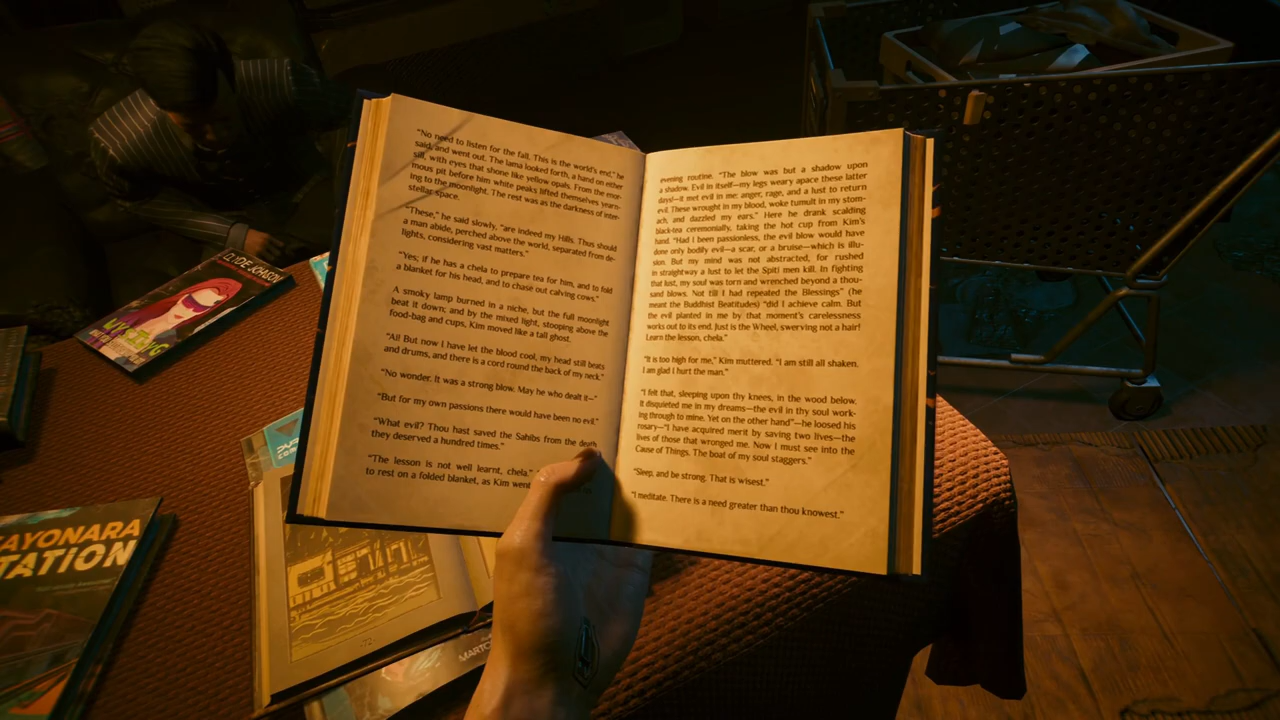 "No need to listen for the fall. This is the world's end," he
said, and went out. The lama looked forth, a hand on either
sill, with eyes that shone like yellow opals. From the enor-
mous pit before him white peaks lifted themselves yearn-
ing to the moonlight. The rest was as the darkness of inter-
stellar space.
"These," he said slowly, "are indeed my Hills. Thus should
a man abide, perched above the world, separated from de-
lights, considering vast matters."
"Yes; if he has a chela to prepare tea for him, and to fold
a blanket for his head, and to chase out calving cows."
A smoky lamp burned in a niche, but the full moonlight
beat it down; and by the mixed light, stooping above the
food-bag and cups, Kim moved like a tall ghost.
"Ai! But now I have let the blood cool, my head still beats
and drums, and there is a cord round the back of my neck."
"No wonder. It was a strong blow. May he who dealt it—"
"But for my own passions there would have been no evil."
"What evil? Thou hast saved the Sahibs from the death
they deserved a hundred times."
"The lesson is not well learnt, chela."
to rest on a folded blanket, as Kim went
evening routine. "The blow was but a shadow upon
a shadow. Evil in itself—my legs weary apace these latter
days!—it met evil in me: anger, rage, and a lust to return
evil. These wrought in my blood, woke tumult in my stom-
ach, and dazzled my ears." Here he drank scalding
black-tea ceremonially, taking the hot cup from Kim's
hand. "Had I been passionless, the evil blow would have
done only bodily evil—a scar, or a bruise—which is illu-
sion. But my mind was not abstracted, for rushed
in straightway a lust to let the Spiti men kill. In fighting
that lust, my soul was torn and wrenched beyond a thou-
sand blows. Not till I had repeated the Blessings" (he
meant the Buddhist Beatitudes) "did I achieve calm. But
the evil planted in me by that moment's carelessness
works out to its end. Just is the Wheel, swerving not a hair!
Learn the lesson, chela."
"It is too high for me," Kim muttered. "I am still all shaken.
I am glad I hurt the man."
"I felt that, sleeping upon thy knees, in the wood below.
It disquieted me in my dreams—the evil in thy soul work-
ing through to mine. Yet on the other hand"—he loosed his
rosary—"I have acquired merit by saving two lives—the
lives of those that wronged me. Now I must see into the
Cause of Things. The boat of my soul staggers."
"Sleep, and be strong. That is wisest."
"I meditate. There is a need greater than thou knowest."
AYONARA
TATION
-72-